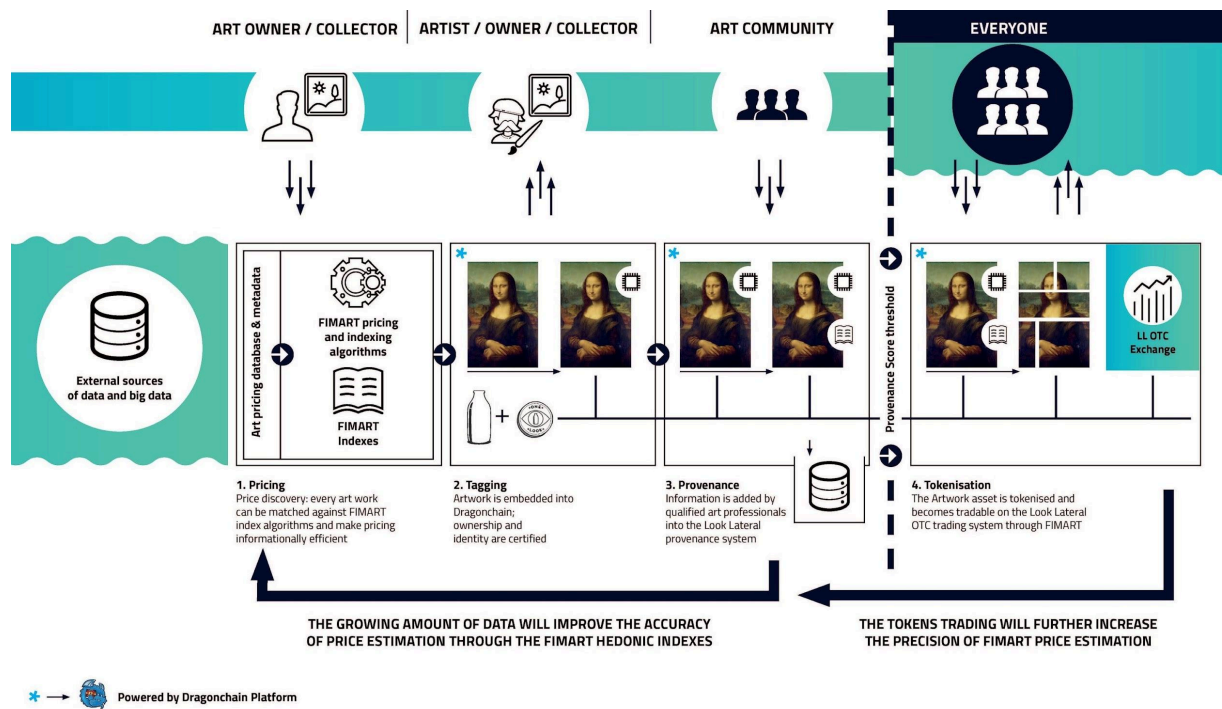 ART OWNER / COLLECTOR
ARTIST / OWNER / COLLECTOR
ART COMMUNITY
EVERYONE
External sources
of data and big data
Art pricing database & metadata
FIMART pricing
and indexing
algorithms
FIMART
Indexes
+
Provenance Score threshold
LL OTC
Exchange
1. Pricing
Price discovery: every art work
can be matched against FIMART
index algorithms and make pricing
informationally efficient
2. Tagging
Artwork is embedded into
Dragonchain;
ownership and
identity are certified
3. Provenance
Information is added by
qualified art professionals
into the Look Lateral
provenance system
4. Tokenisation
The Artwork asset is tokenised and
becomes tradable on the Look Lateral
OTC trading system through FIMART
THE GROWING AMOUNT OF DATA WILL IMPROVE THE ACCURACY
OF PRICE ESTIMATION THROUGH THE FIMART HEDONIC INDEXES
THE TOKENS TRADING WILL FURTHER INCREASE
THE PRECISION OF FIMART PRICE ESTIMATION
* Powered by Dragonchain Platform